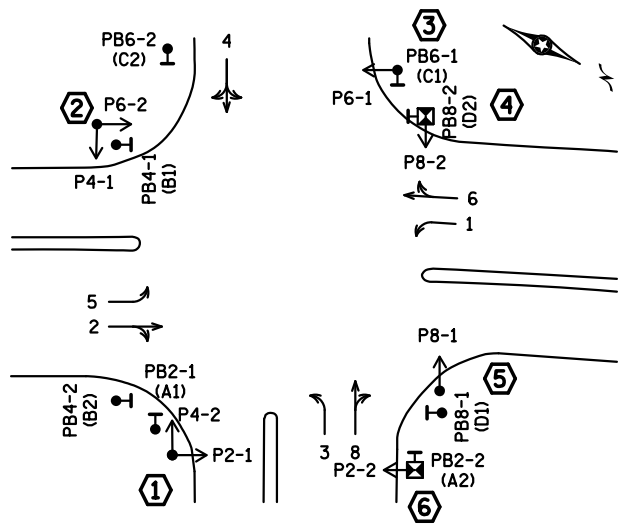 3
PB6-2
(C2)
4
PB6-1
(C1)
N
2
P6-2
P6-1
PB8-2
(D2)
4
PB4-1
(B1)
P4-1
P8-2
6
1
5
2
P8-1
PB2-1
(A1)
5
PB4-2
(B2)
P4-2
PB8-1
(D1)
3
8
P2-1
P2-2
PB2-2
(A2)
1
6